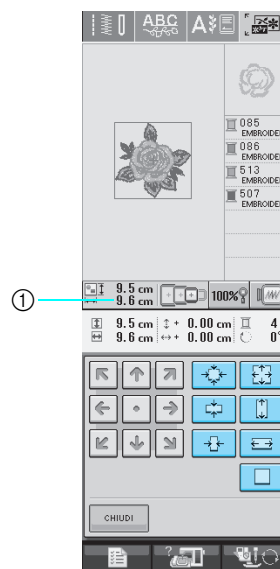 ABC A
085
EMBROIDE
086
EMBROIDE
513
EMBROIDE
507
EMBROIDE
9.5 cm
① 9.6 cm 100%
9.5 cm + 0.00 cm 4
9.6 cm + 0.00 cm 0°
CHIUDI
?